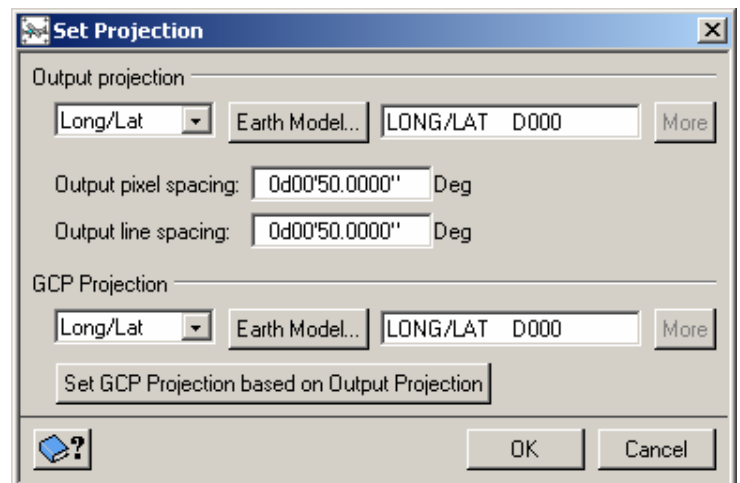 Set Projection
Output projection
Long/Lat Earth Model... LONG/LAT D000 More
Output pixel spacing: 0d00'50.0000'' Deg
Output line spacing: 0d00'50.0000'' Deg
GCP Projection
Long/Lat Earth Model... LONG/LAT D000 More
Set GCP Projection based on Output Projection
? OK Cancel